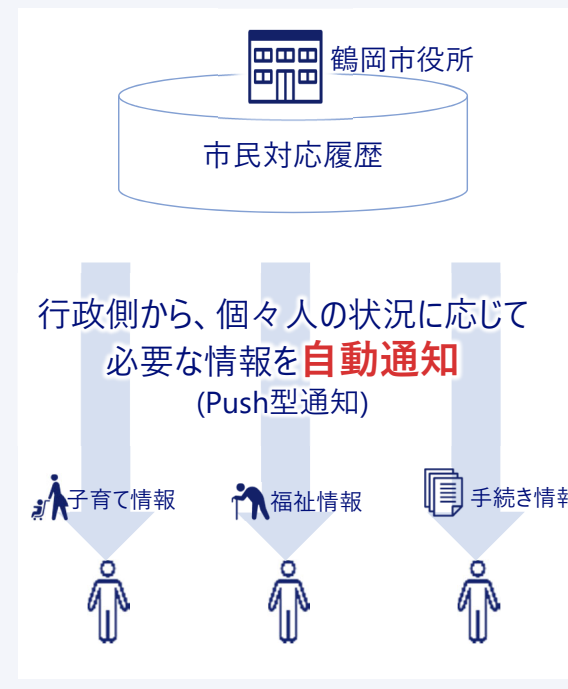 鶴岡市役所
市民対応履歴
行政側から、個々人の状況に応じて
必要な情報を自動通知
(Push型通知)
子育て情報
福祉情報
手続き情報